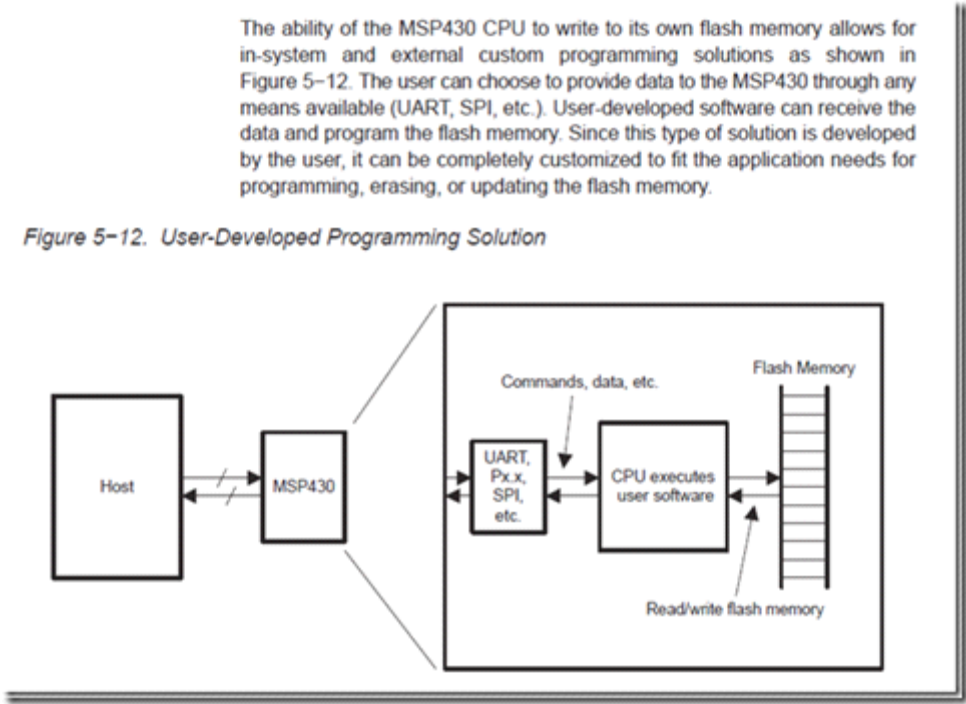 The ability of the MSP430 CPU to write to its own flash memory allows for
in-system and external custom programming solutions as shown in
Figure 5−12. The user can choose to provide data to the MSP430 through any
means available (UART, SPI, etc.). User-developed software can receive the
data and program the flash memory. Since this type of solution is developed
by the user, it can be completely customized to fit the application needs for
programming, erasing, or updating the flash memory.
Figure 5−12. User-Developed Programming Solution
Flash Memory
Commands, data, etc.
Host
MSP430
UART,
Px.x,
SPI,
etc.
CPU executes
user software
Read/write flash memory